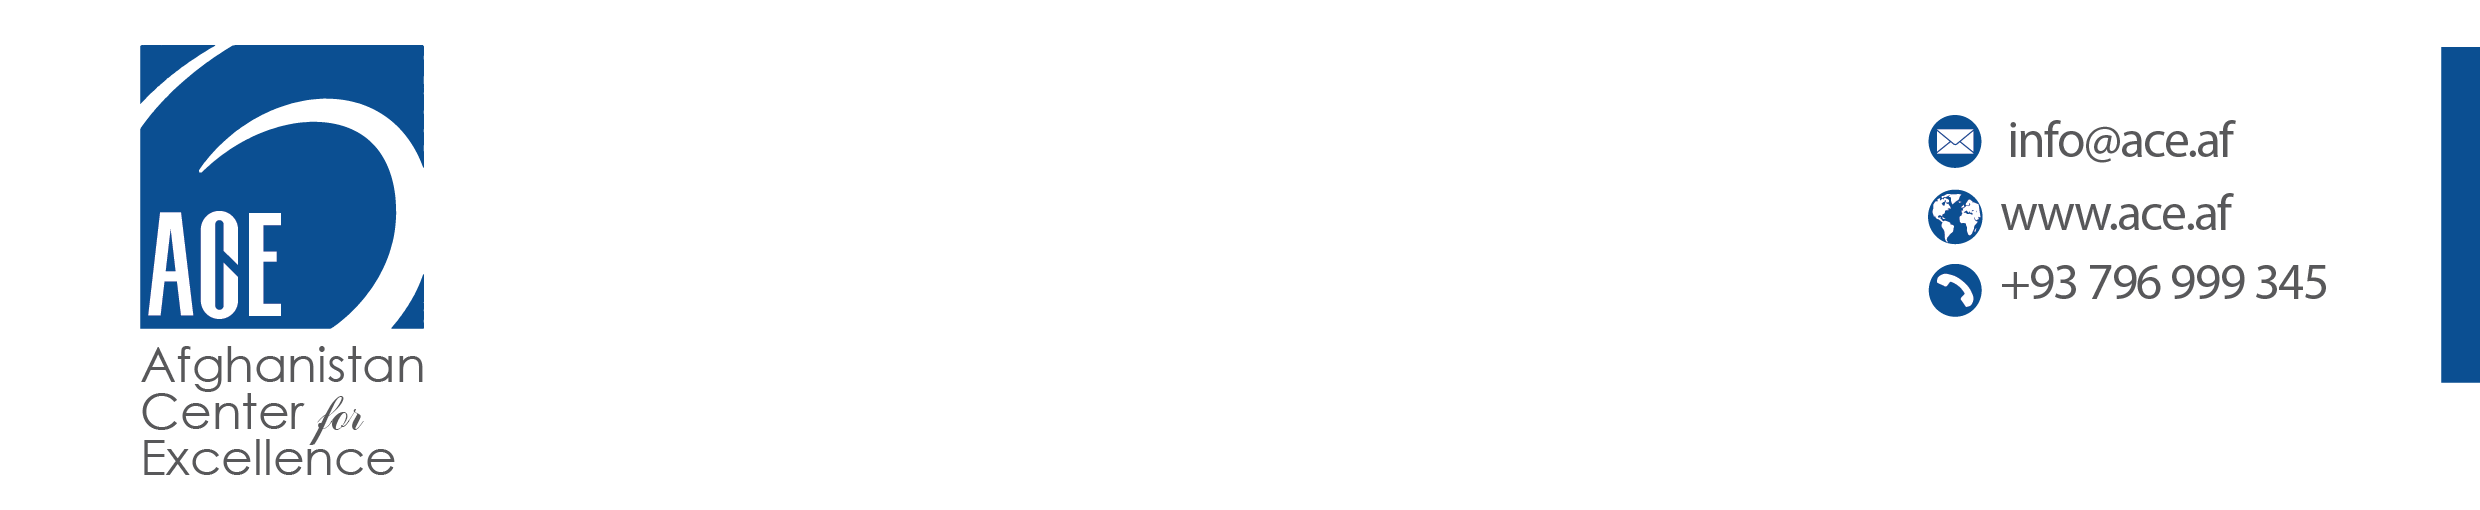 ACE
Afghanistan
Center for
Excellence
info@ace.af
www.ace.af
+93 796 999 345